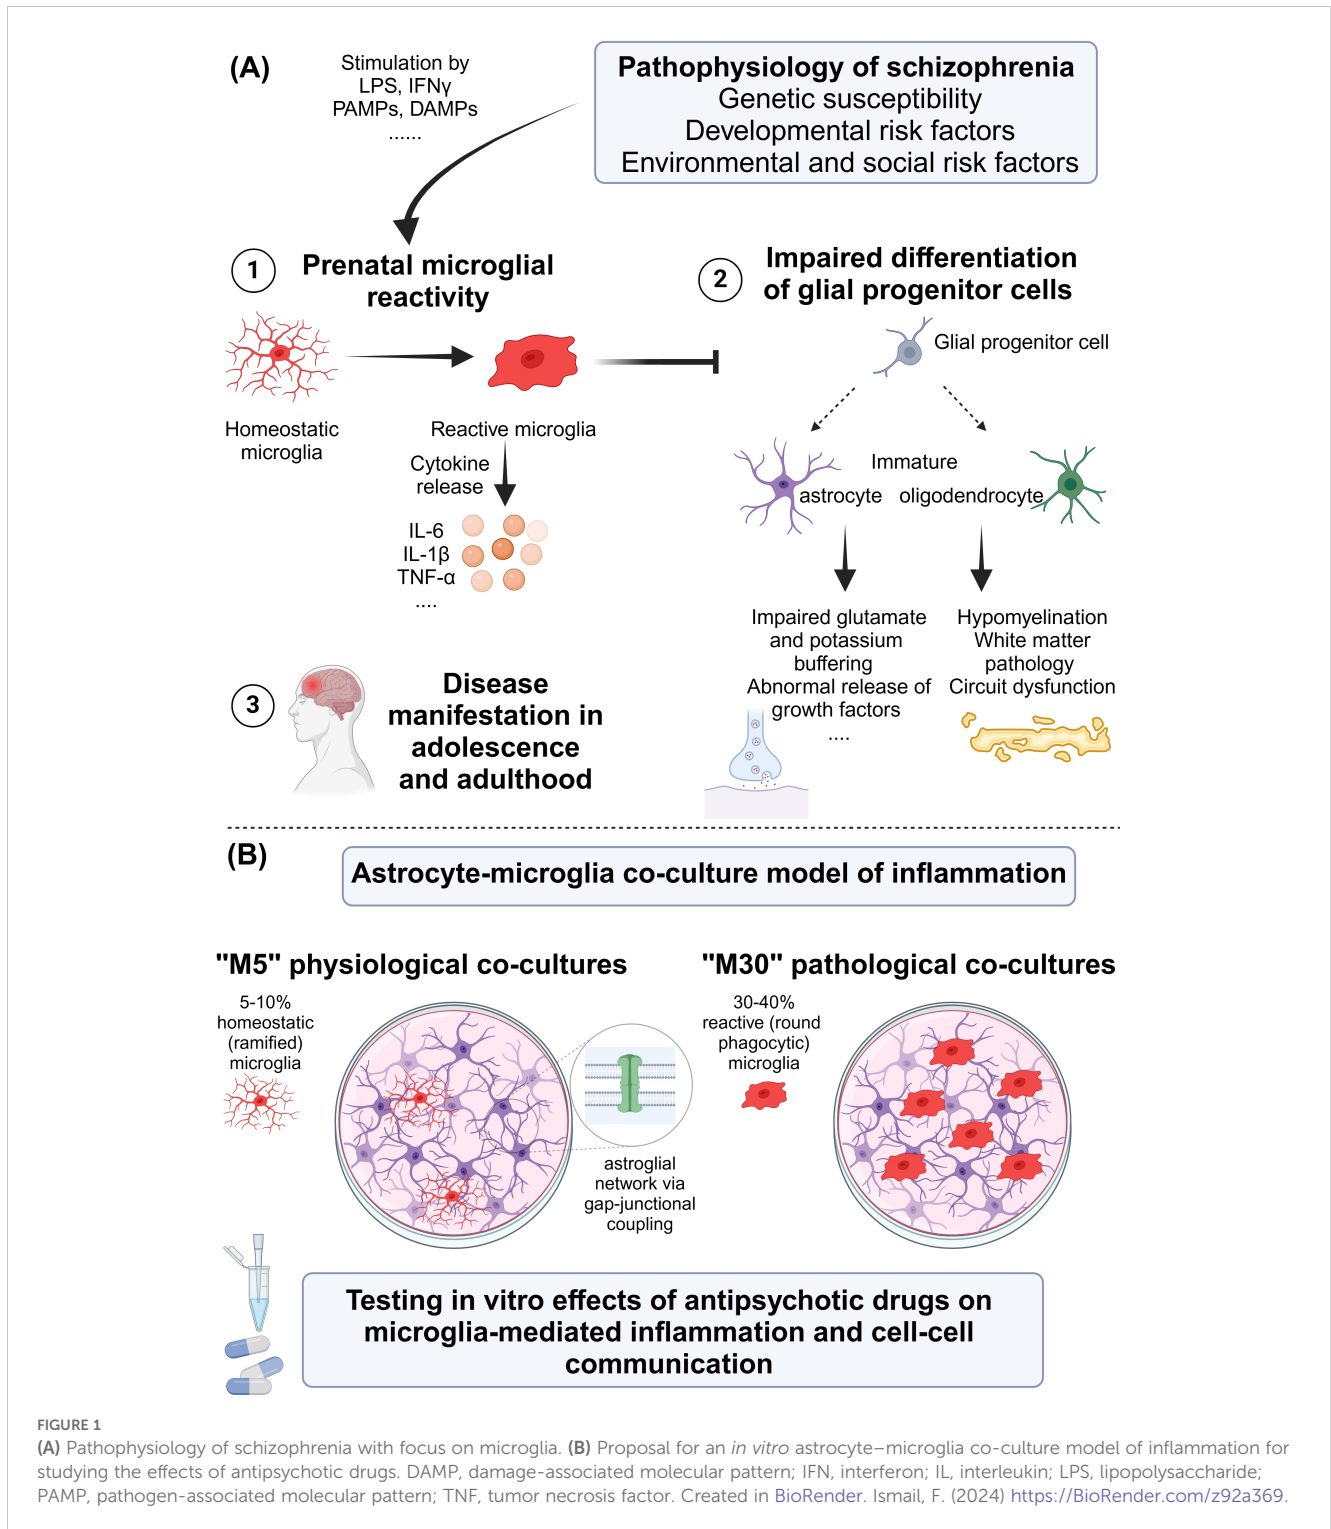 (A)
Stimulation by
LPS, IFNγ
PAMPs, DAMPs
......
Pathophysiology of schizophrenia
Genetic susceptibility
Developmental risk factors
Environmental and social risk factors
1
Prenatal microglial
reactivity
Homeostatic
microglia
Reactive microglia
Cytokine
release
IL-6
IL-1β
TNF-α
....
2
Impaired differentiation
of glial progenitor cells
Glial progenitor cell
Immature
astrocyte oligodendrocyte
Impaired glutamate
and potassium
buffering
Abnormal release of
growth factors
....
Hypomyelination
White matter
pathology
Circuit dysfunction
3
Disease
manifestation in
adolescence
and adulthood
(B)
Astrocyte-microglia co-culture model of inflammation
"M5" physiological co-cultures
5-10%
homeostatic
(ramified)
microglia
astroglial
network via
gap-junctional
coupling
"M30" pathological co-cultures
30-40%
reactive (round
phagocytic)
microglia
Testing in vitro effects of antipsychotic drugs on
microglia-mediated inflammation and cell-cell
communication
FIGURE 1
(A) Pathophysiology of schizophrenia with focus on microglia. (B) Proposal for an in vitro astrocyte–microglia co-culture model of inflammation for
studying the effects of antipsychotic drugs. DAMP, damage-associated molecular pattern; IFN, interferon; IL, interleukin; LPS, lipopolysaccharide;
PAMP, pathogen-associated molecular pattern; TNF, tumor necrosis factor. Created in BioRender. Ismail, F. (2024) https://BioRender.com/z92a369.